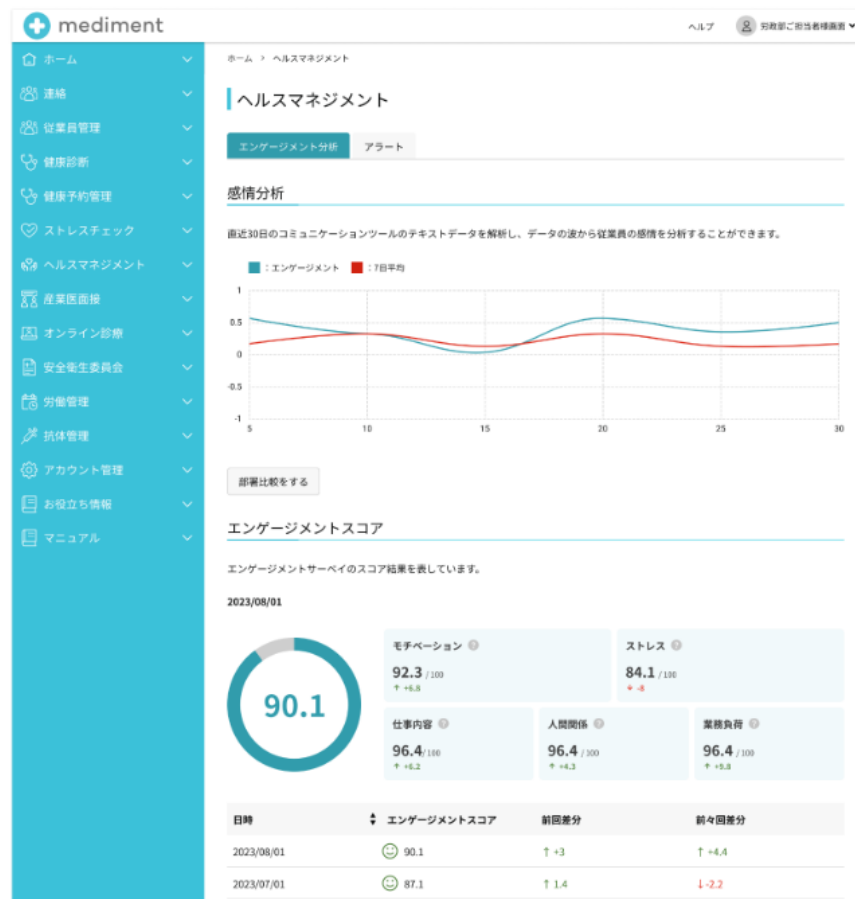 mediment
ヘルプ
労政部ご担当者様画面
ホーム
連絡
従業員管理
健康診断
健康予約管理
ストレスチェック
ヘルスマネジメント
産業医面接
オンライン診療
安全衛生委員会
労働管理
抗体管理
アカウント管理
お役立ち情報
マニュアル
ホーム > ヘルスマネジメント
ヘルスマネジメント
エンゲージメント分析 アラート
感情分析
直近30日のコミュニケーションツールのテキストデータを解析し、データの波から従業員の感情を分析することができます。
：エンゲージメント ：7日平均
1
0.5
0
-0.5
-1
5 10 15 20 25 30
部署比較をする
エンゲージメントスコア
エンゲージメントサーベイのスコア結果を表しています。
2023/08/01
90.1
モチベーション ?
92.3 /100
↑ +6.8
ストレス ?
84.1 /100
↓ -8
仕事内容 ?
96.4/100
↑ +6.2
人間関係 ?
96.4 /100
↑ +4.3
業務負荷 ?
96.4 /100
↑ +5.8
日時 エンゲージメントスコア 前回差分 前々回差分
2023/08/01 90.1 ↑ +3 ↑ +4.4
2023/07/01 87.1 ↑ 1.4 ↓ -2.2